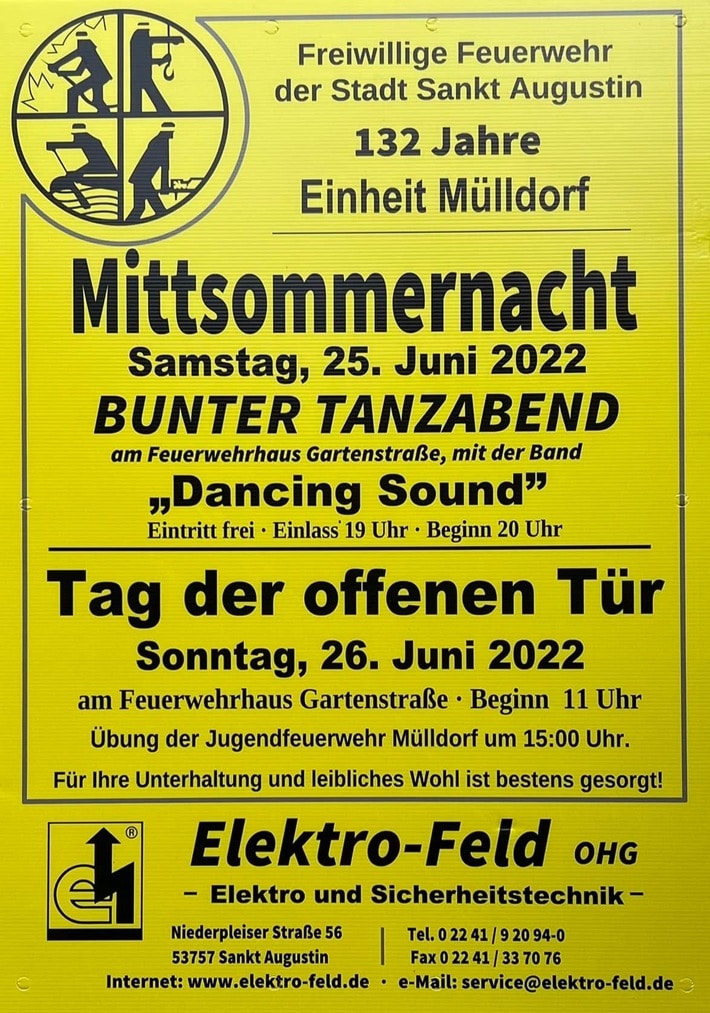 Freiwillige Feuerwehr
der Stadt Sankt Augustin
132 Jahre
Einheit Mülldorf
Mittsommernacht
Samstag, 25. Juni 2022
BUNTER TANZABEND
am Feuerwehrhaus Gartenstraße, mit der Band
„Dancing Sound”
Eintritt frei · Einlass 19 Uhr · Beginn 20 Uhr
Tag der offenen Tür
Sonntag, 26. Juni 2022
am Feuerwehrhaus Gartenstraße · Beginn 11 Uhr
Übung der Jugendfeuerwehr Mülldorf um 15:00 Uhr.
Für Ihre Unterhaltung und leibliches Wohl ist bestens gesorgt!
e ®
Elektro-Feld OHG
– Elektro und Sicherheitstechnik –
Niederpleiser Straße 56 | Tel. 0 22 41 / 9 20 94-0
53757 Sankt Augustin | Fax 0 22 41 / 33 70 76
Internet: www.elektro-feld.de · e-Mail: service@elektro-feld.de